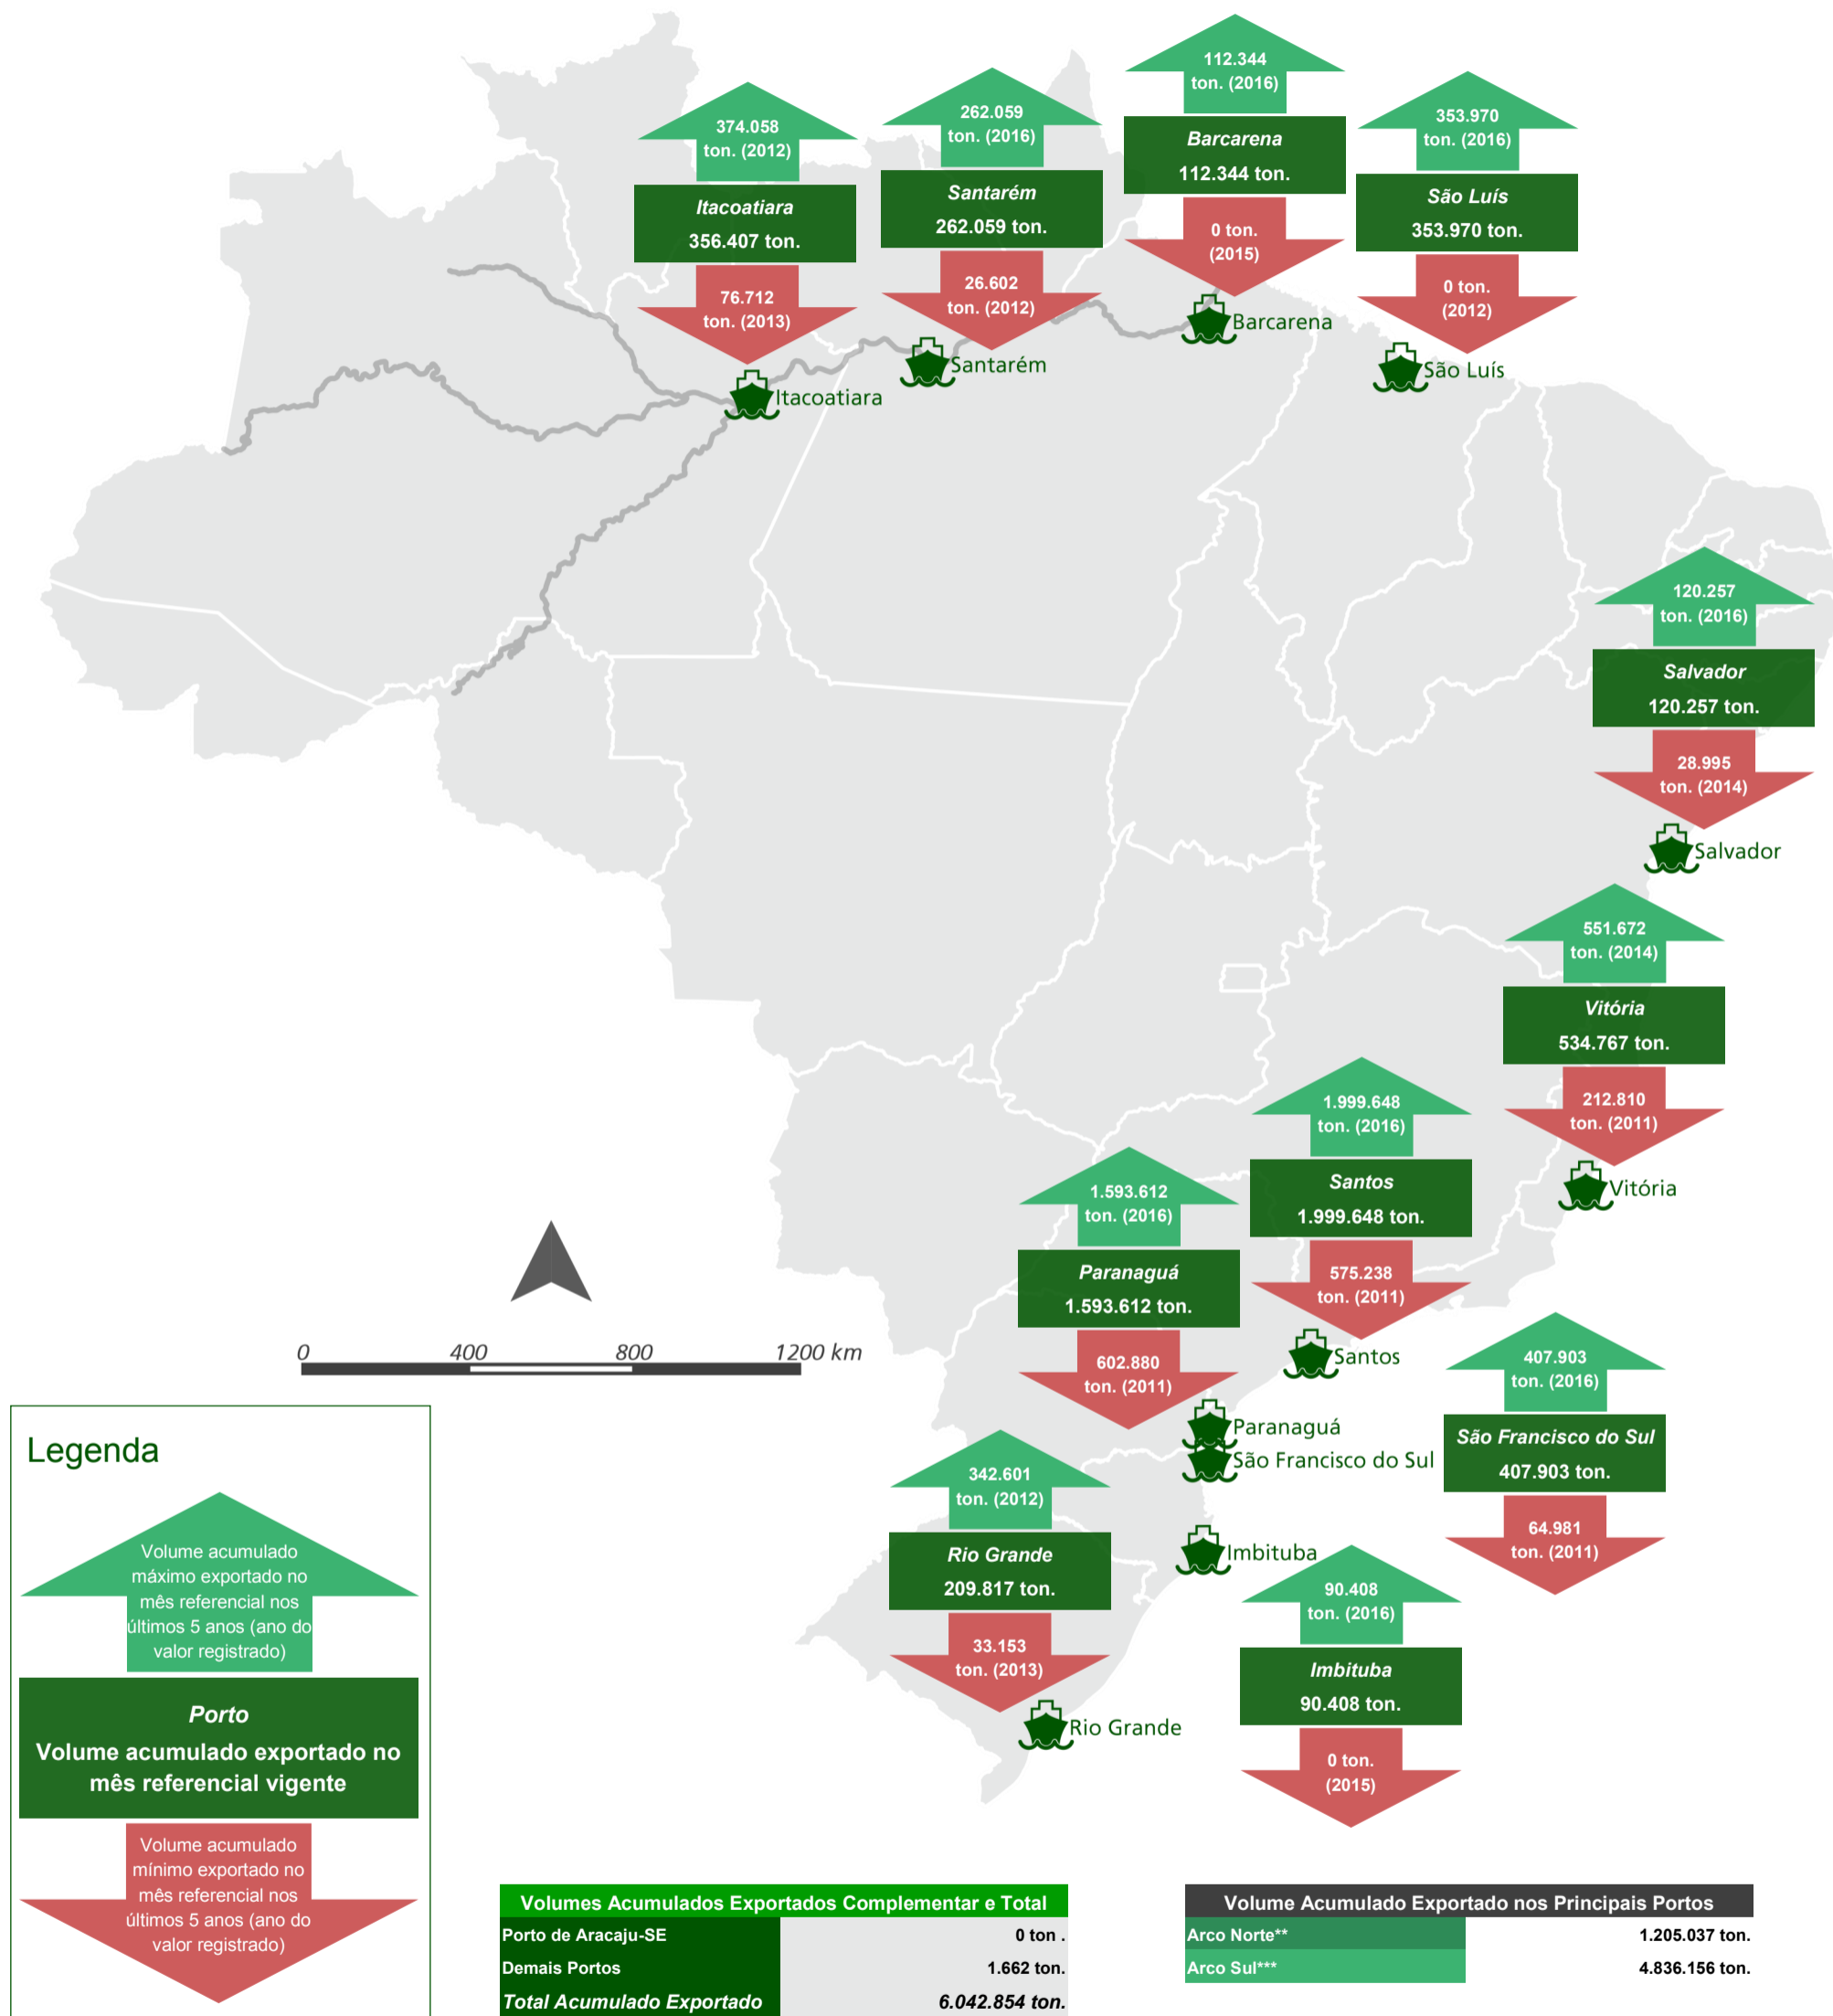 112.344
ton. (2016)
Barcarena
112.344 ton.
0 ton.
(2015)
Barcarena
374.058
ton. (2012)
Itacoatiara
356.407 ton.
76.712
ton. (2013)
Itacoatiara
262.059
ton. (2016)
Santarém
262.059 ton.
26.602
ton. (2012)
Santarém
353.970
ton. (2016)
São Luís
353.970 ton.
0 ton.
(2012)
São Luís
120.257
ton. (2016)
Salvador
120.257 ton.
28.995
ton. (2014)
Salvador
551.672
ton. (2014)
Vitória
534.767 ton.
212.810
ton. (2011)
Vitória
1.999.648
ton. (2016)
Santos
1.999.648 ton.
575.238
ton. (2011)
Santos
1.593.612
ton. (2016)
Paranaguá
1.593.612 ton.
602.880
ton. (2011)
Paranaguá
São Francisco do Sul
407.903
ton. (2016)
São Francisco do Sul
407.903 ton.
64.981
ton. (2011)
342.601
ton. (2012)
Rio Grande
209.817 ton.
33.153
ton. (2013)
Rio Grande
Imbituba
90.408
ton. (2016)
Imbituba
90.408 ton.
0 ton.
(2015)
0 400 800 1200 km
Legenda
Volume acumulado
máximo exportado no
mês referencial nos
últimos 5 anos (ano do
valor registrado)
Porto
Volume acumulado exportado no
mês referencial vigente
Volume acumulado
mínimo exportado no
mês referencial nos
últimos 5 anos (ano do
valor registrado)
Volumes Acumulados Exportados Complementar e Total
Porto de Aracaju-SE 0 ton .
Demais Portos 1.662 ton.
Total Acumulado Exportado 6.042.854 ton.
Volume Acumulado Exportado nos Principais Portos
Arco Norte** 1.205.037 ton.
Arco Sul*** 4.836.156 ton.